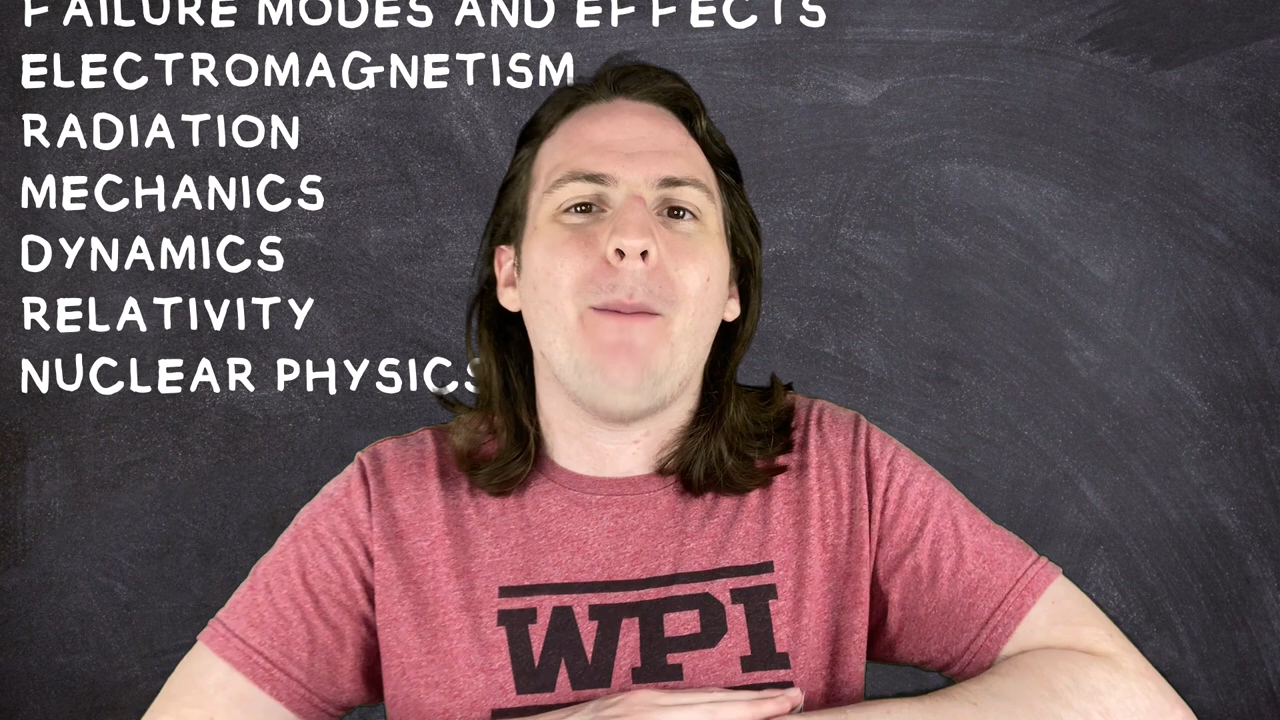 FAILURE MODES AND EFFECTS
ELECTROMAGNETISM
RADIATION
MECHANICS
DYNAMICS
RELATIVITY
NUCLEAR PHYSICS
WPI